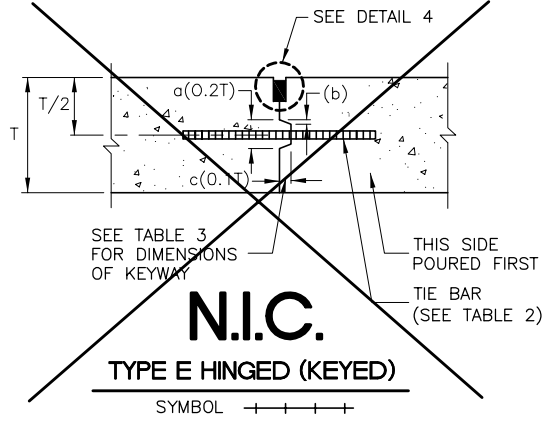 SEE DETAIL 4
a(0.2T)
(b)
T/2
T
c(0.1T)
SEE TABLE 3
FOR DIMENSIONS
OF KEYWAY
THIS SIDE
POURED FIRST
TIE BAR
(SEE TABLE 2)
N.I.C.
TYPE E HINGED (KEYED)
SYMBOL